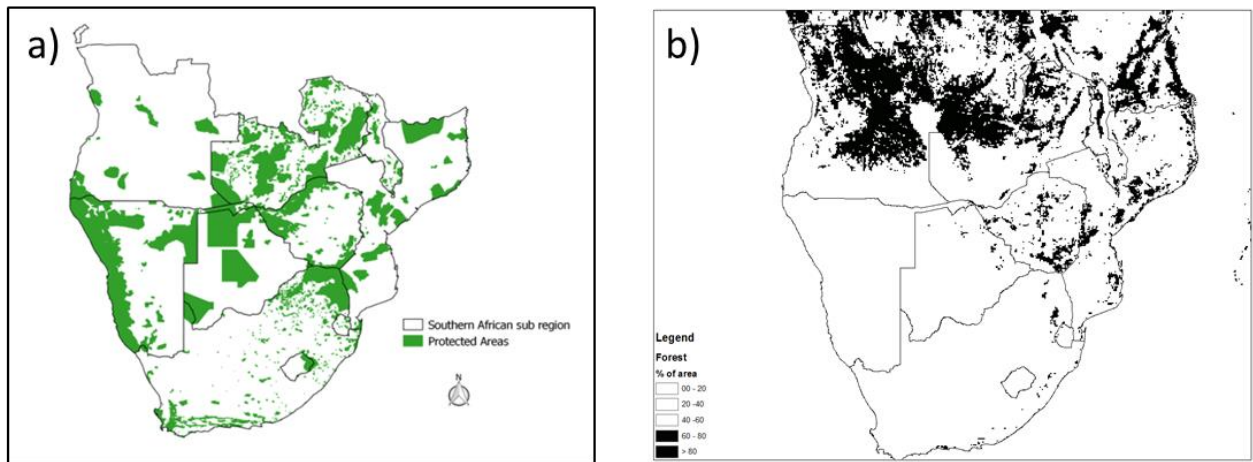 a)
Southern African sub region
Protected Areas
N
b)
Legend
Forest
% of area
00 - 20
20 - 40
40 - 60
60 - 80
> 80